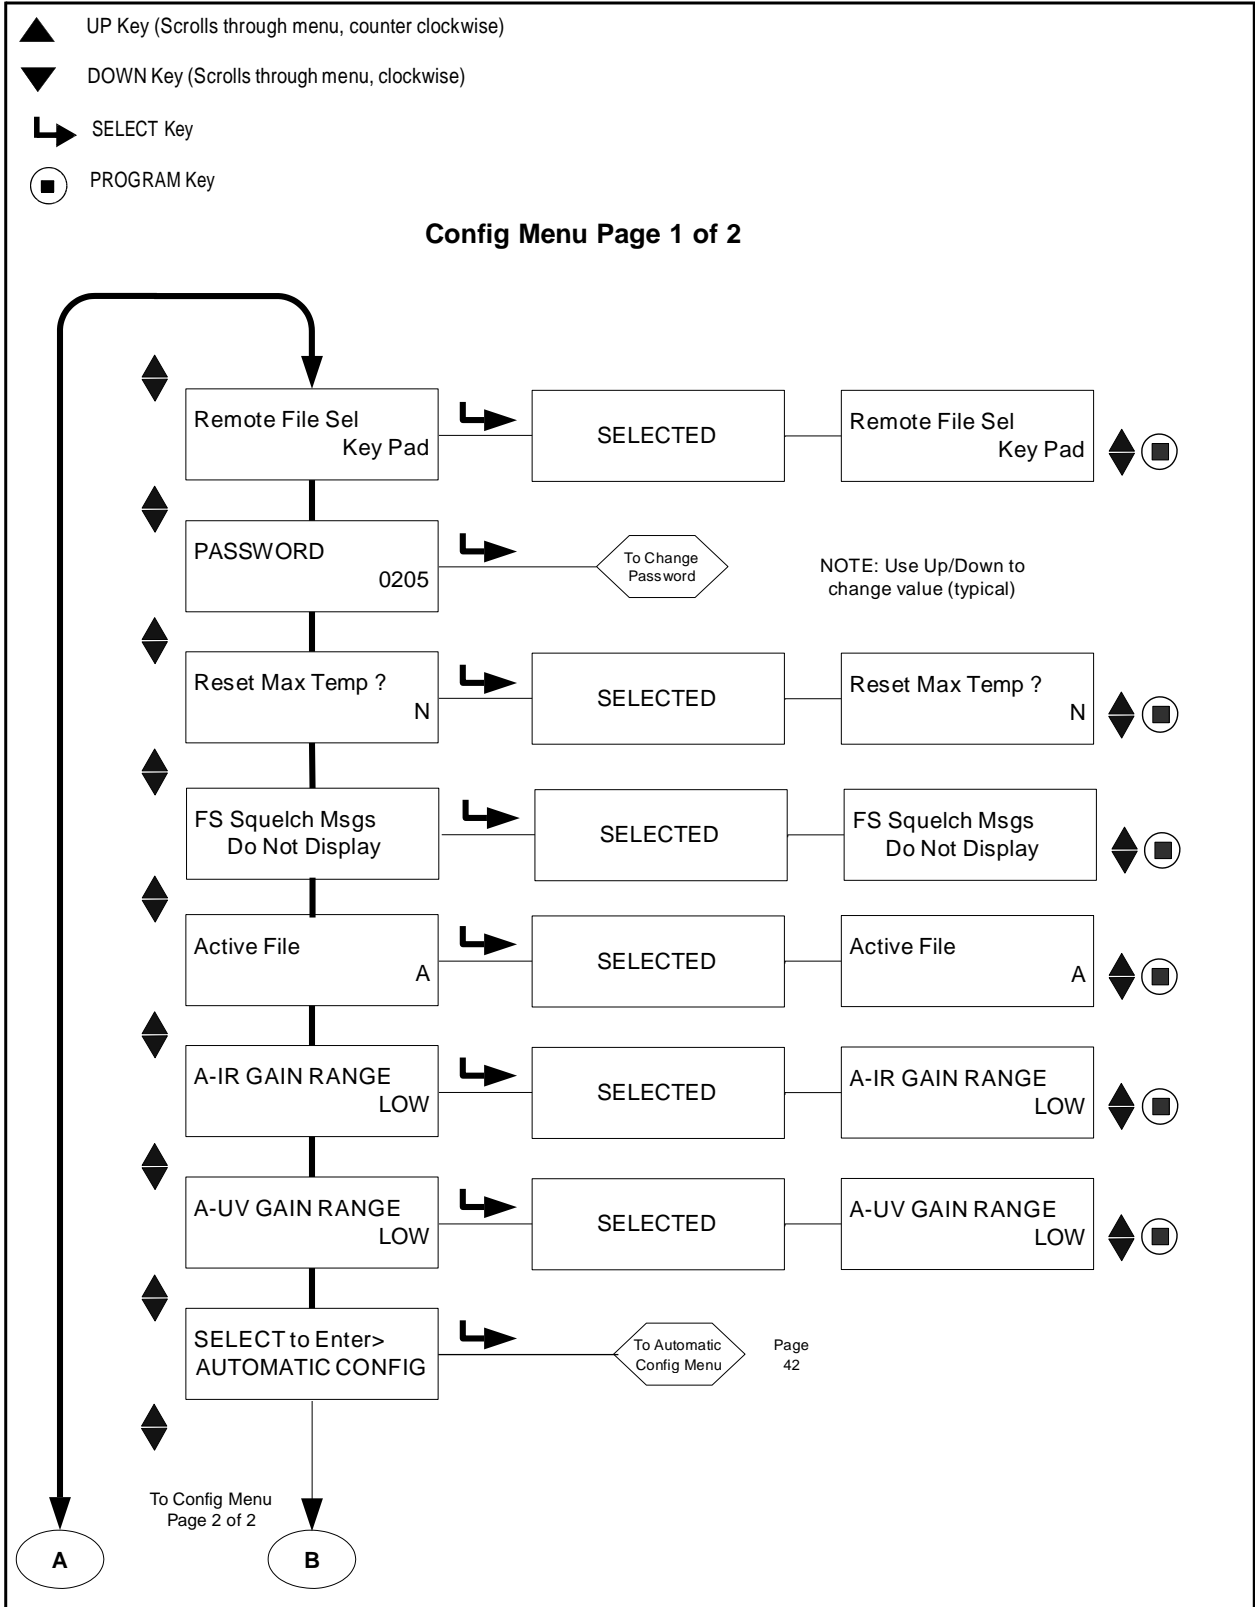 UP Key (Scrolls through menu, counter clockwise)
DOWN Key (Scrolls through menu, clockwise)
SELECT Key
PROGRAM Key
Config Menu Page 1 of 2
Remote File Sel
Key Pad
SELECTED
Remote File Sel
Key Pad
PASSWORD
0205
To Change
Password
NOTE: Use Up/Down to
change value (typical)
Reset Max Temp ?
N
SELECTED
Reset Max Temp ?
N
FS Squelch Msgs
Do Not Display
SELECTED
FS Squelch Msgs
Do Not Display
Active File
A
SELECTED
Active File
A
A-IR GAIN RANGE
LOW
SELECTED
A-IR GAIN RANGE
LOW
A-UV GAIN RANGE
LOW
SELECTED
A-UV GAIN RANGE
LOW
SELECT to Enter>
AUTOMATIC CONFIG
To Automatic
Config Menu
Page
42
To Config Menu
Page 2 of 2
A
B